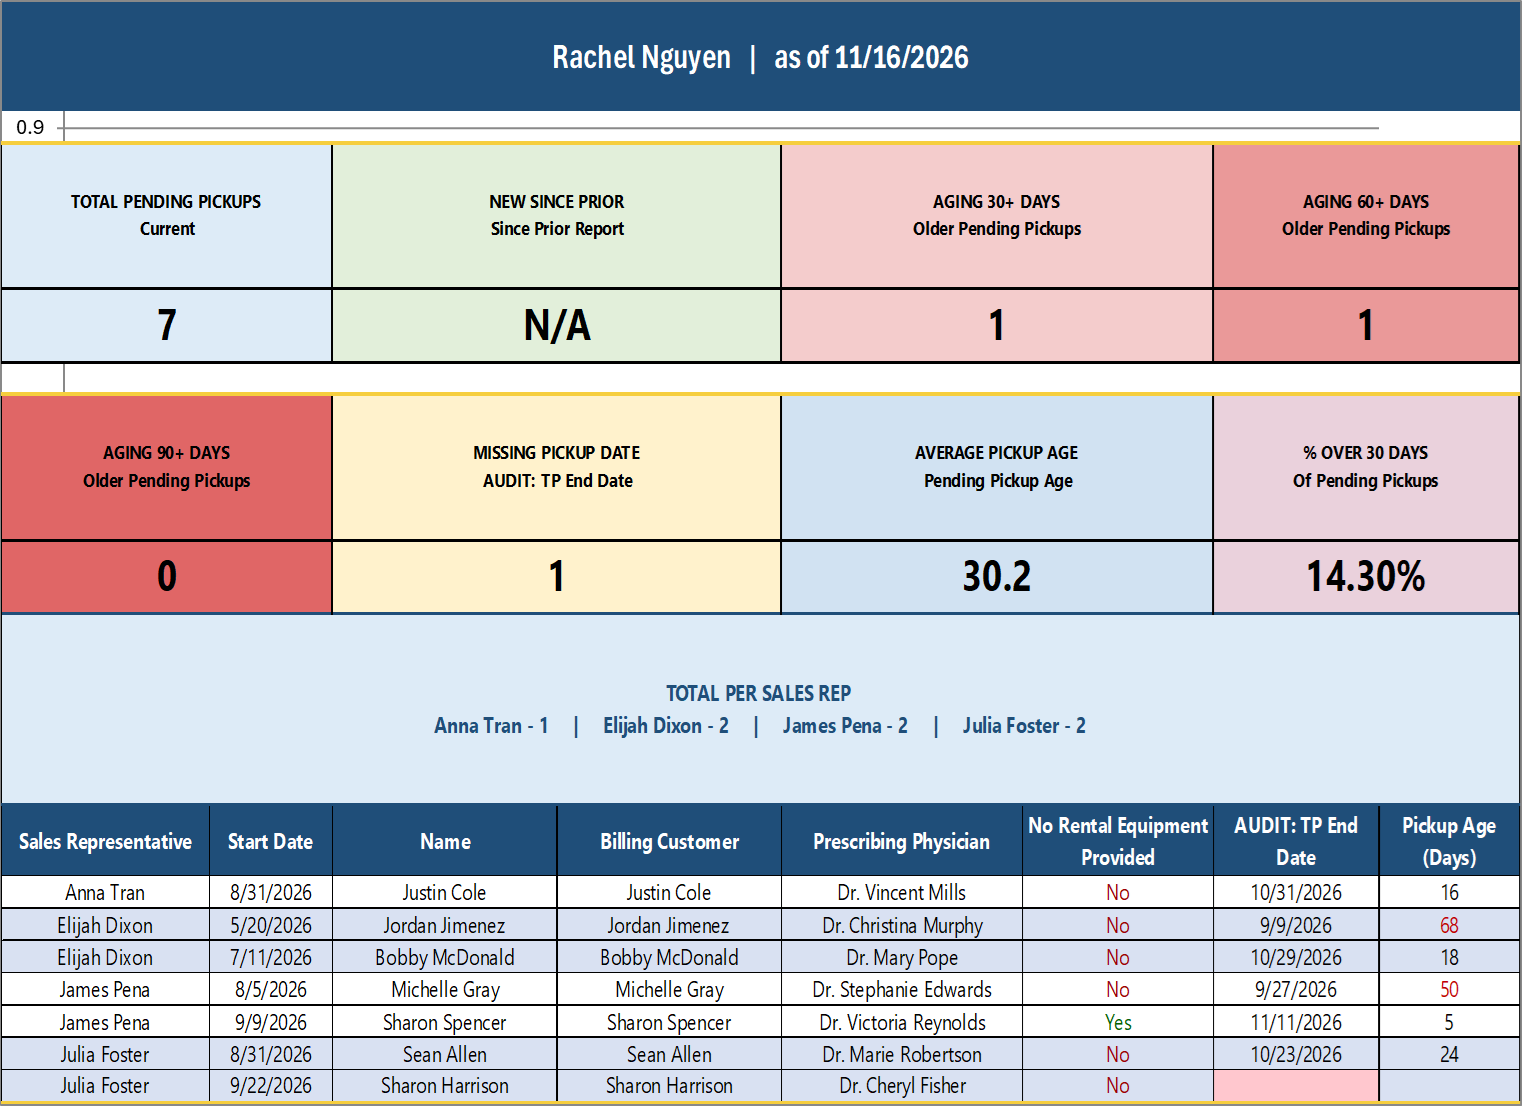 Rachel Nguyen | as of 11/16/2026
0.9
TOTAL PENDING PICKUPS
Current
NEW SINCE PRIOR
Since Prior Report
AGING 30+ DAYS
Older Pending Pickups
AGING 60+ DAYS
Older Pending Pickups
7
N/A
1
1
AGING 90+ DAYS
Older Pending Pickups
MISSING PICKUP DATE
AUDIT: TP End Date
AVERAGE PICKUP AGE
Pending Pickup Age
% OVER 30 DAYS
Of Pending Pickups
0
1
30.2
14.30%
TOTAL PER SALES REP
Anna Tran - 1 | Elijah Dixon - 2 | James Pena - 2 | Julia Foster - 2
Sales Representative Start Date Name Billing Customer Prescribing Physician No Rental Equipment Provided AUDIT: TP End Date Pickup Age (Days)
Anna Tran 8/31/2026 Justin Cole Justin Cole Dr. Vincent Mills No 10/31/2026 16
Elijah Dixon 5/20/2026 Jordan Jimenez Jordan Jimenez Dr. Christina Murphy No 9/9/2026 68
Elijah Dixon 7/11/2026 Bobby McDonald Bobby McDonald Dr. Mary Pope No 10/29/2026 18
James Pena 8/5/2026 Michelle Gray Michelle Gray Dr. Stephanie Edwards No 9/27/2026 50
James Pena 9/9/2026 Sharon Spencer Sharon Spencer Dr. Victoria Reynolds Yes 11/11/2026 5
Julia Foster 8/31/2026 Sean Allen Sean Allen Dr. Marie Robertson No 10/23/2026 24
Julia Foster 9/22/2026 Sharon Harrison Sharon Harrison Dr. Cheryl Fisher No